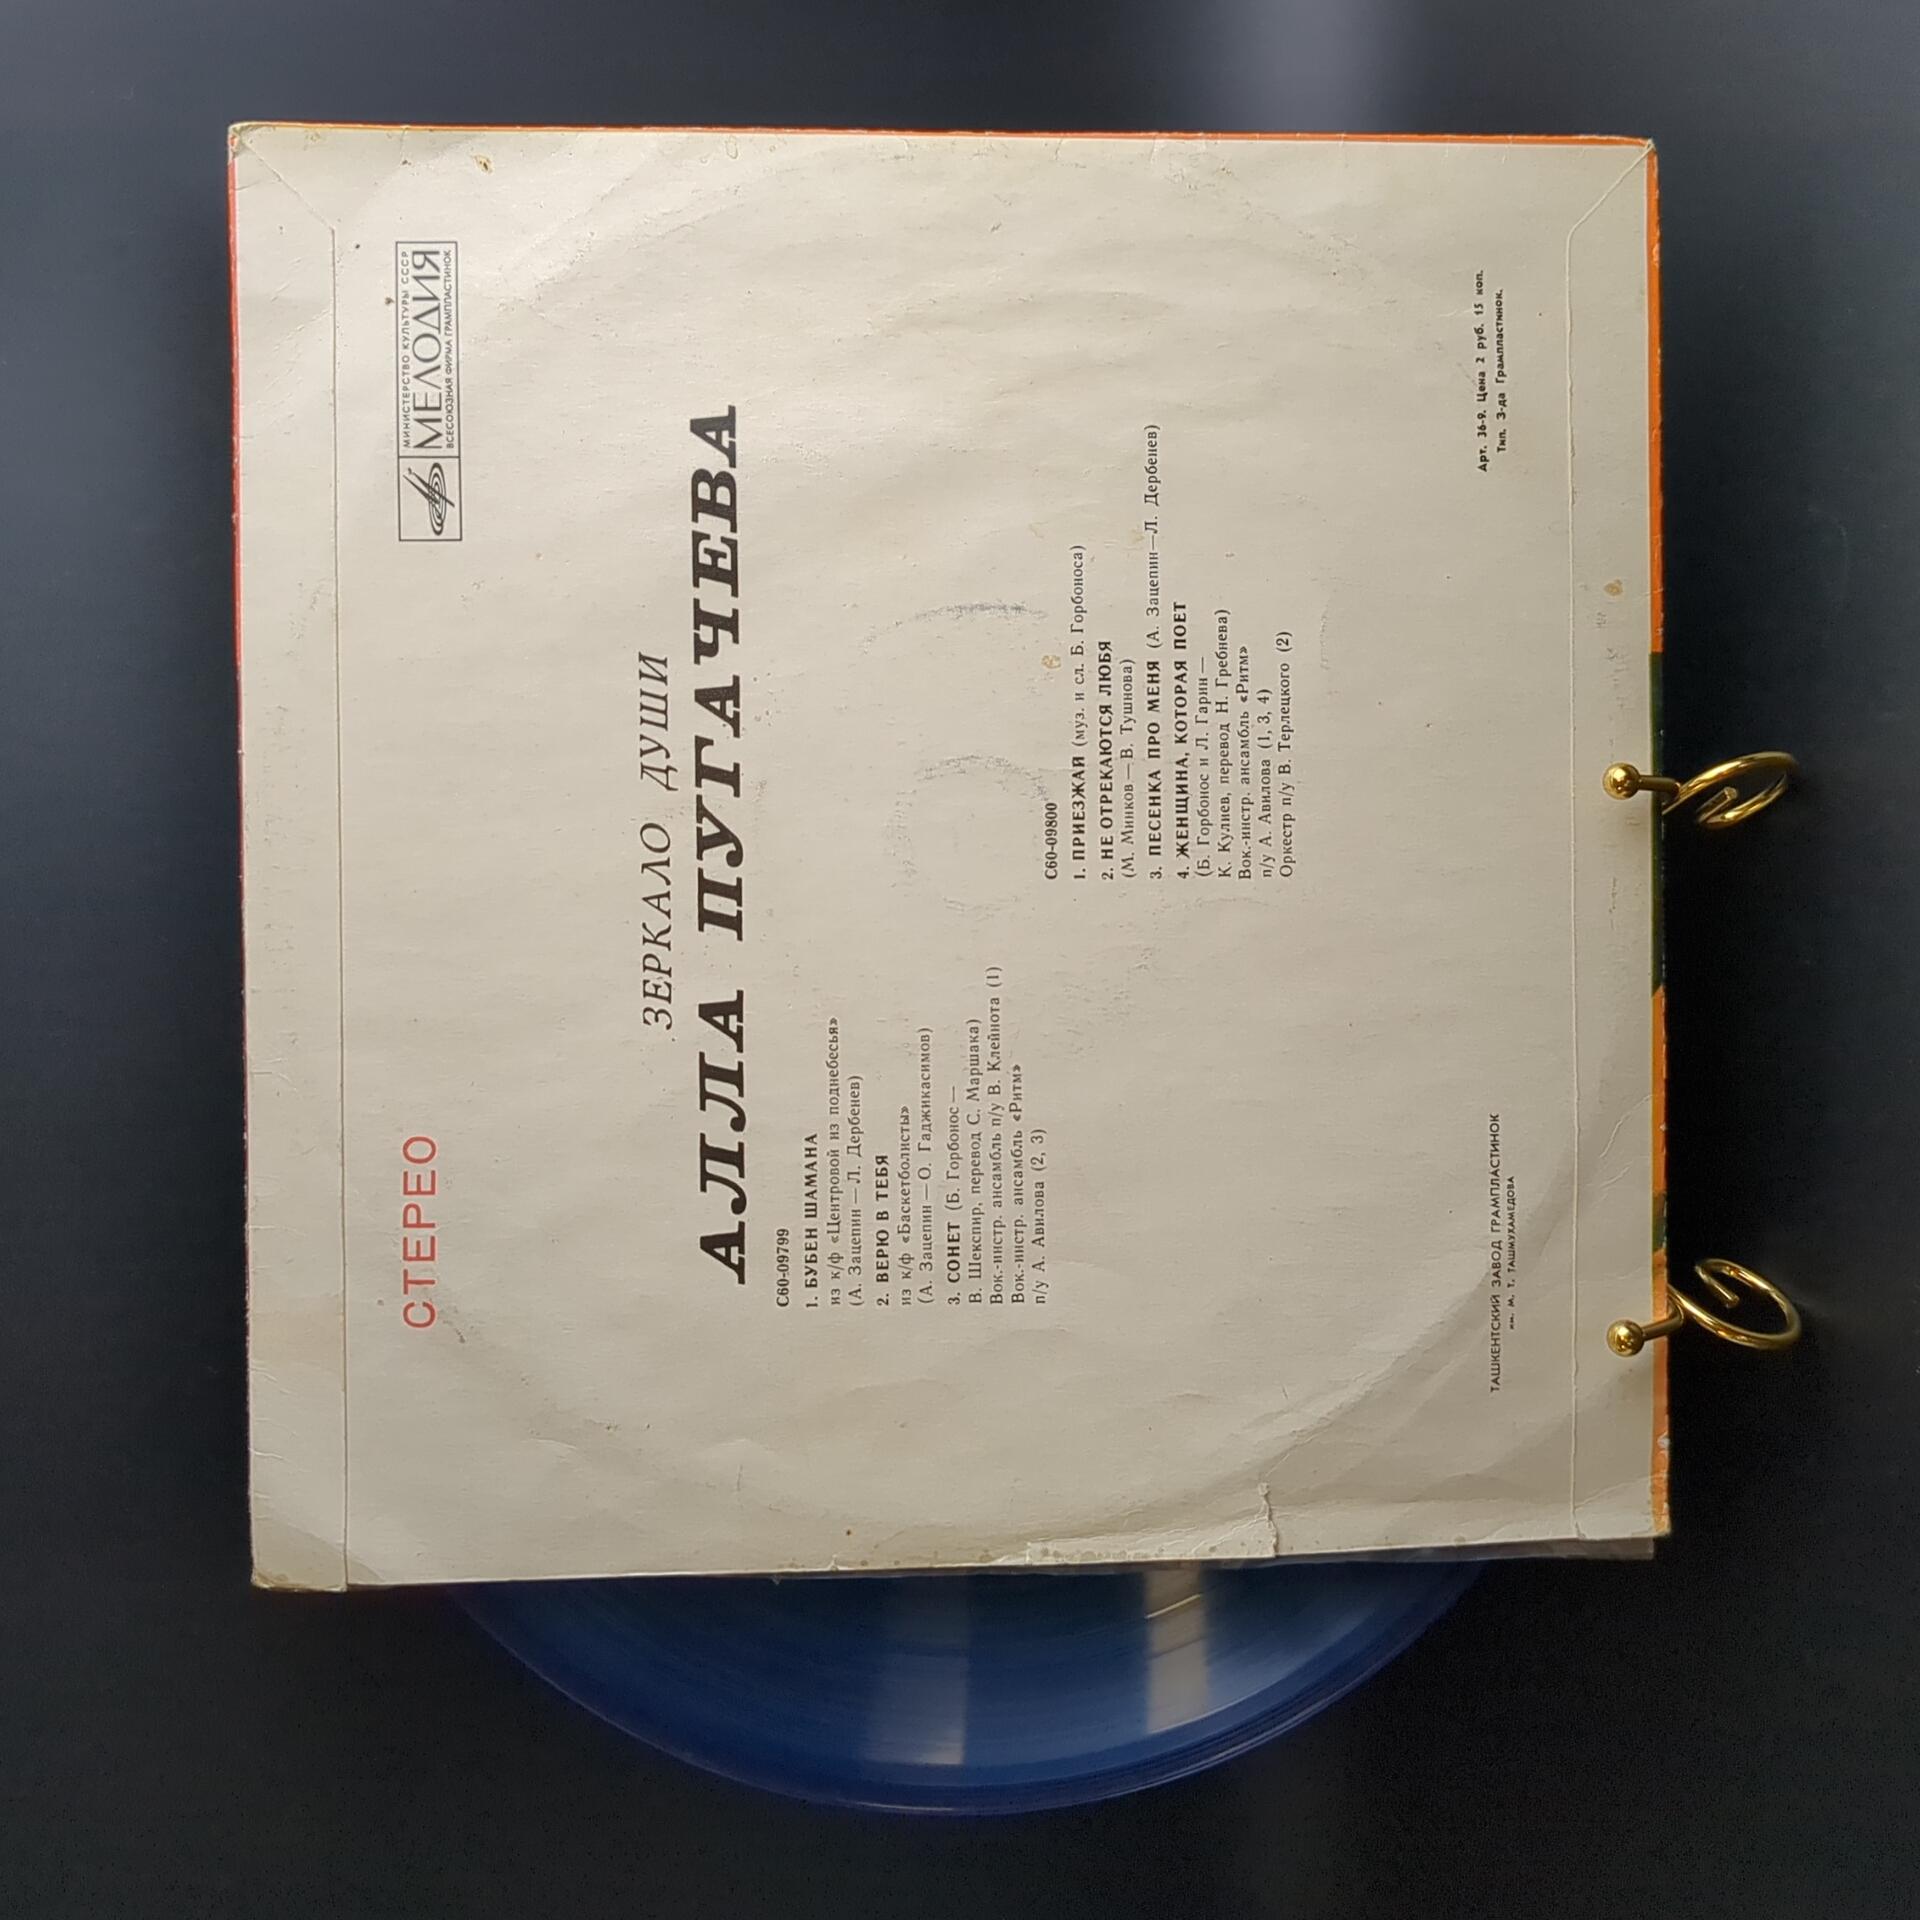 СТЕРЕО
МИНИСТЕРСТВО КУЛЬТУРЫ СССР
МЕЛОДИЯ
ВСЕСОЮЗНАЯ ФИРМА ГРАМПЛАСТИНОК
ЗЕРКАЛО ДУШИ
АЛЛА ПУГАЧЕВА
С60-09799
1. БУБЕН ШАМАНА
из к/ф «Центровой из поднебесья»
(А. Зацепин — Л. Дербенев)
2. ВЕРЮ В ТЕБЯ
из к/ф «Баскетболисты»
(А. Зацепин — О. Гаджикасимов)
3. СОНЕТ (Б. Горбонос —
В. Шекспир, перевод С. Маршака)
Вок.-инстр. ансамбль п/у В. Клейнота (1)
Вок.-инстр. ансамбль «Ритм»
п/у А. Авилова (2, 3)
С60-09800
1. ПРИЕЗЖАЙ (муз. и сл. Б. Горбоноса)
2. НЕ ОТРЕКАЮТСЯ ЛЮБЯ
(М. Минков — В. Тушнова)
3. ПЕСЕНКА ПРО МЕНЯ (А. Зацепин — Л. Дербенев)
4. ЖЕНЩИНА, КОТОРАЯ ПОЕТ
(Б. Горбонос и Л. Гарин —
К. Кулиев, перевод Н. Гребнева)
Вок.-инстр. ансамбль «Ритм»
п/у А. Авилова (1, 3, 4)
Оркестр п/у В. Терлецкого (2)
ТАШКЕНТСКИЙ ЗАВОД ГРАМПЛАСТИНОК
им. М. Т. ТАШМУХАМЕДОВА
Арт. 36-9. Цена 2 руб. 15 коп.
Тип. З-да Грампластинок.